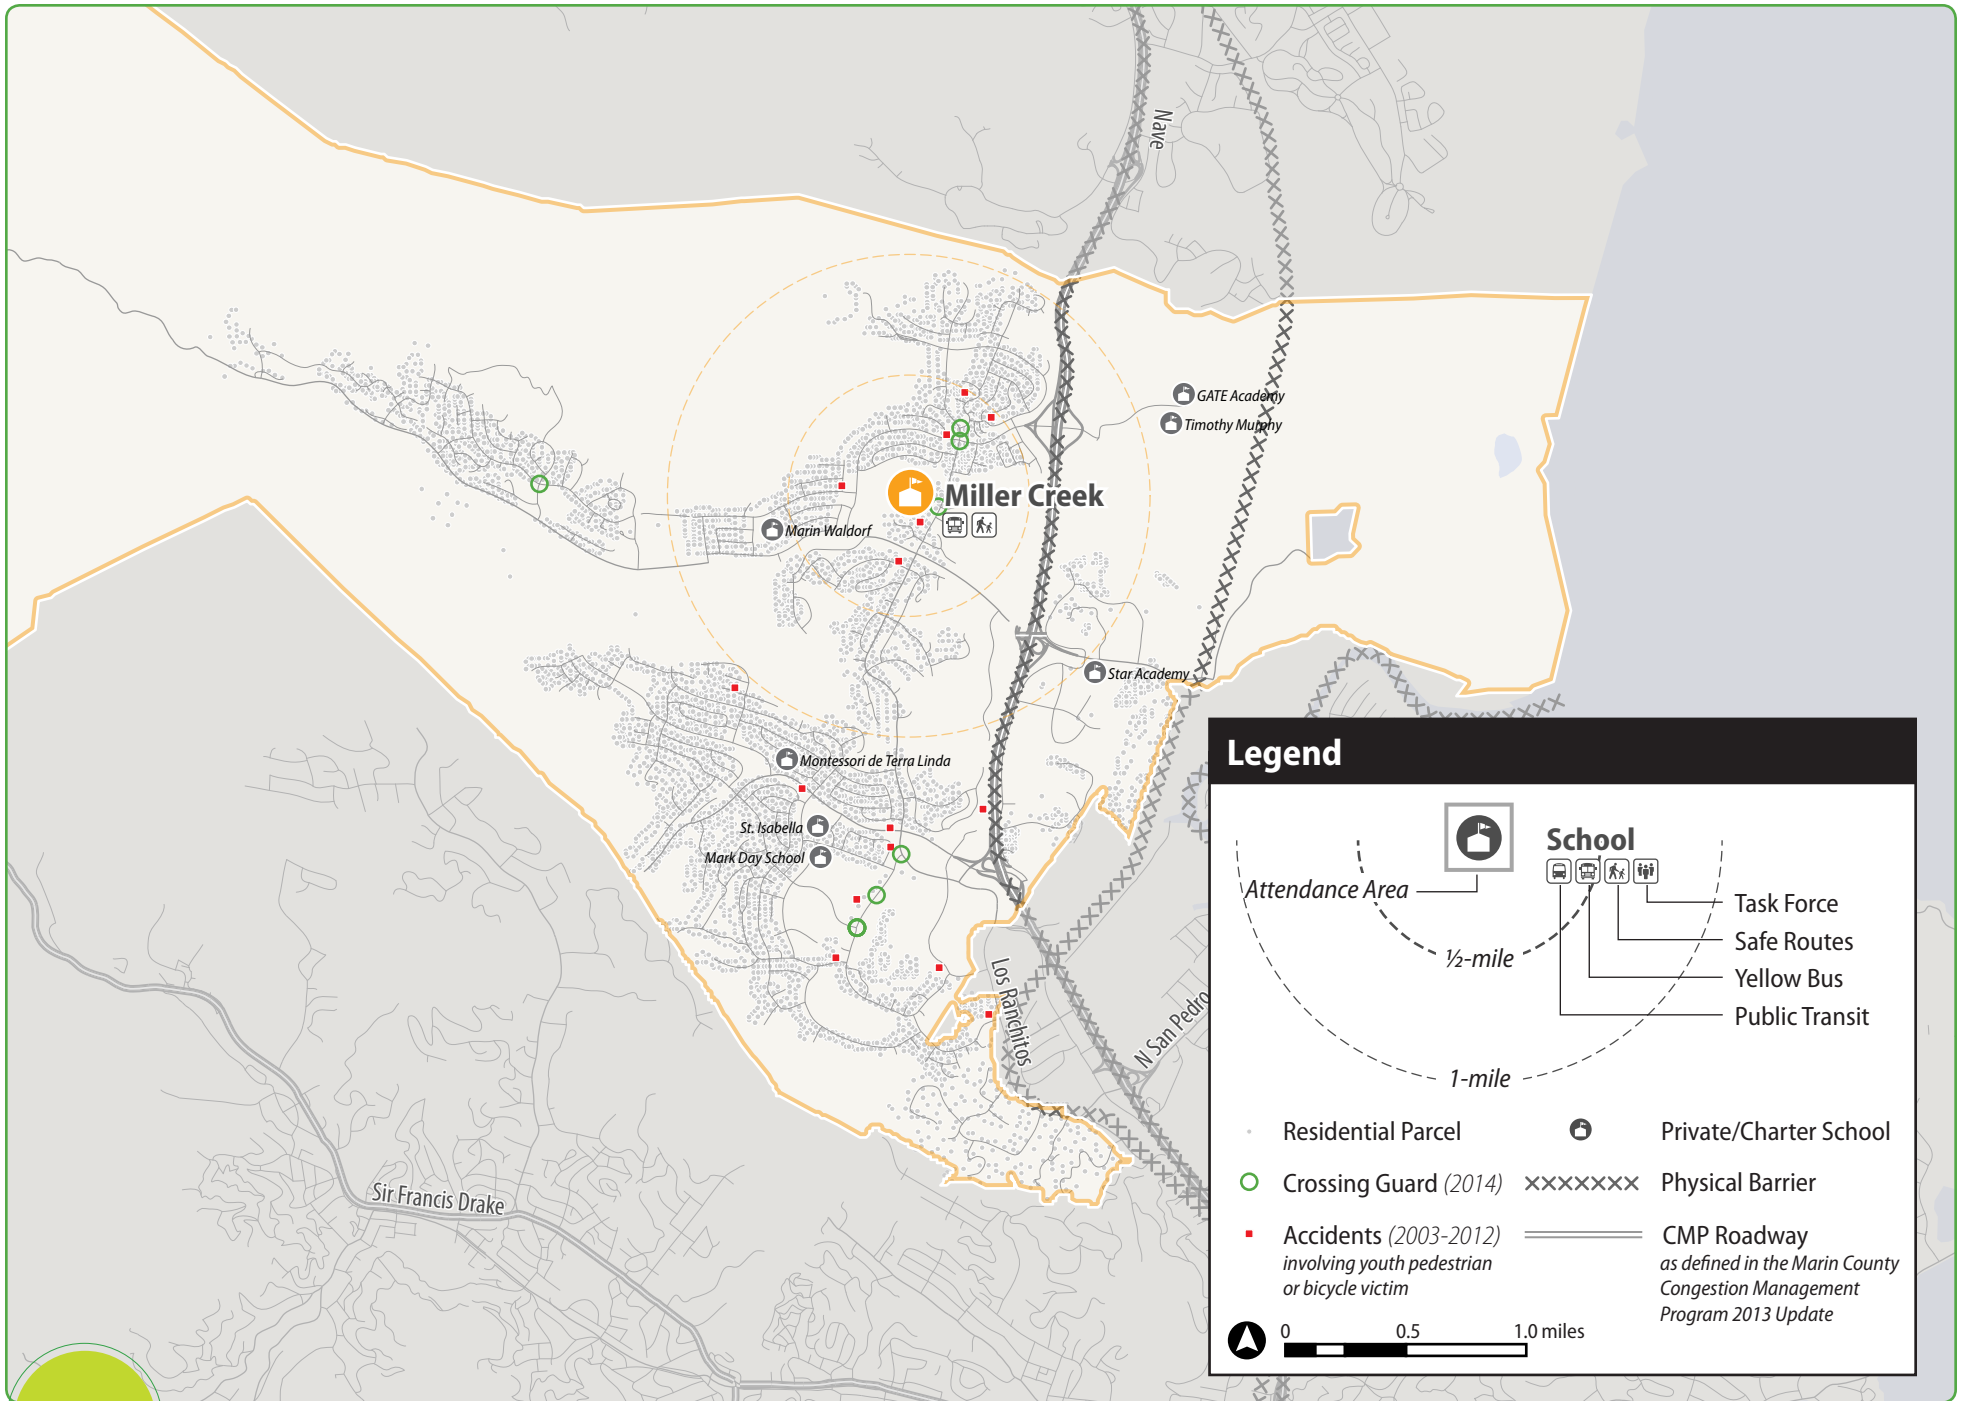 Nave
GATE Academy
Timothy Murphy
Miller Creek
Marin Waldorf
Star Academy
Montessori de Terra Linda
St. Isabella
Mark Day School
Los Ranchitos
N San Pedro
Sir Francis Drake
Legend
School
Attendance Area
Task Force
Safe Routes
½-mile
Yellow Bus
Public Transit
1-mile
Residential Parcel
Private/Charter School
Crossing Guard (2014)
Physical Barrier
Accidents (2003-2012)
involving youth pedestrian
or bicycle victim
CMP Roadway
as defined in the Marin County
Congestion Management
Program 2013 Update
0 0.5 1.0 miles